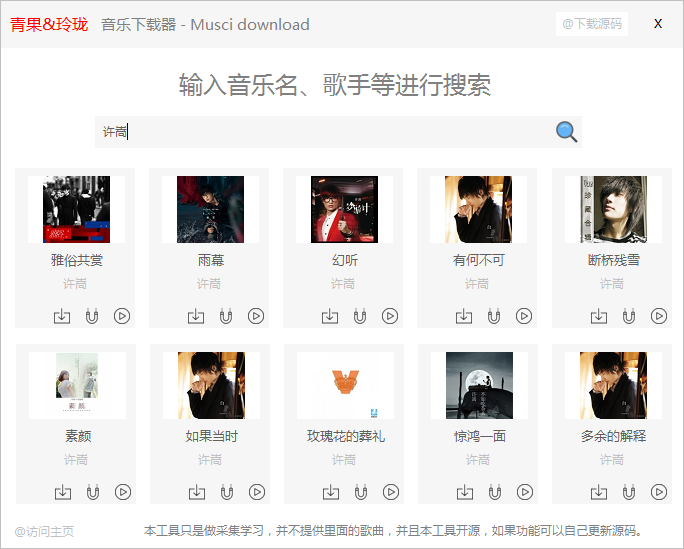 青果&玲珑 音乐下载器 - Musci download @下载源码 X
输入音乐名、歌手等进行搜索
许嵩
雅俗共赏 雨幕 幻听 有何不可 断桥残雪
许嵩 许嵩 许嵩 许嵩 许嵩
素颜
素颜 如果当时 玫瑰花的葬礼 惊鸿一面 多余的解释
许嵩 许嵩 许嵩 许嵩 许嵩
@访问主页 本工具只是做采集学习，并不提供里面的歌曲，并且本工具开源，如果功能可以自己更新源码。